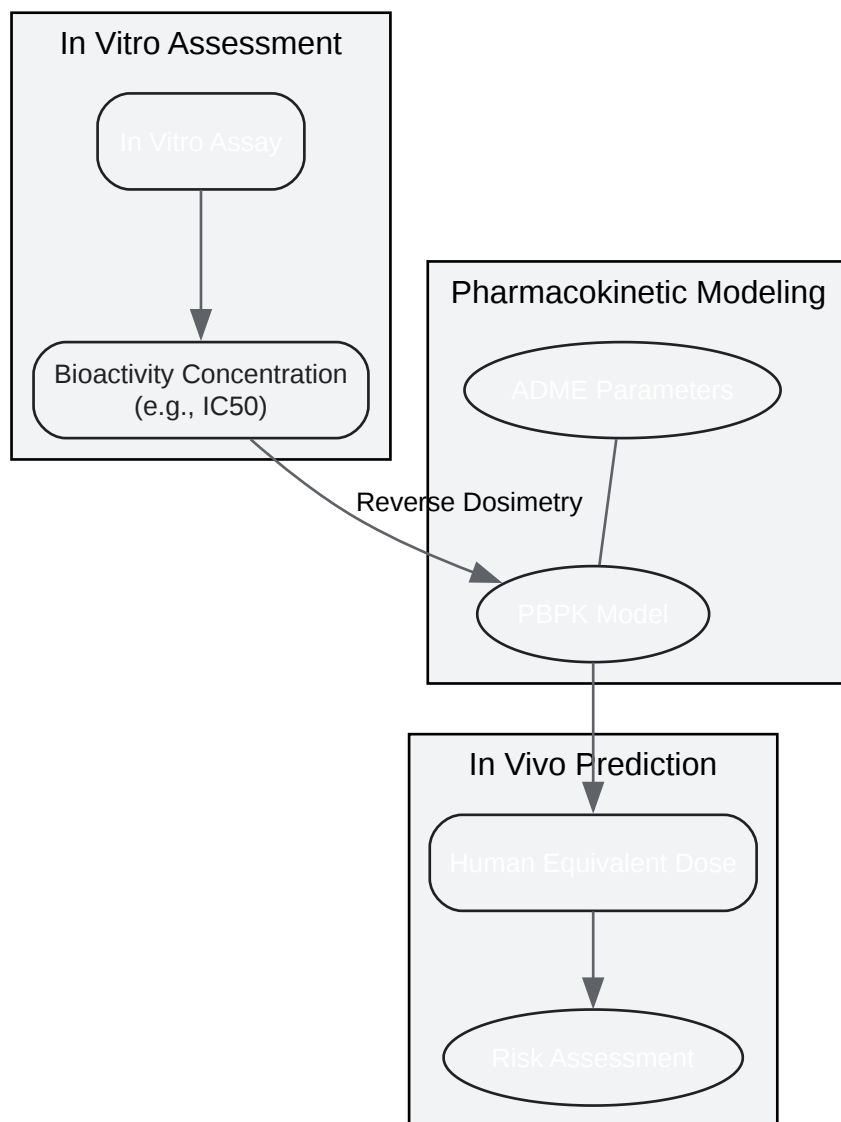 In Vitro Assessment
In Vitro Assay
Bioactivity Concentration
(e.g., IC50)
Reverse Dosimetry
Pharmacokinetic Modeling
ADME Parameters
PBPK Model
In Vivo Prediction
Human Equivalent Dose
Risk Assessment